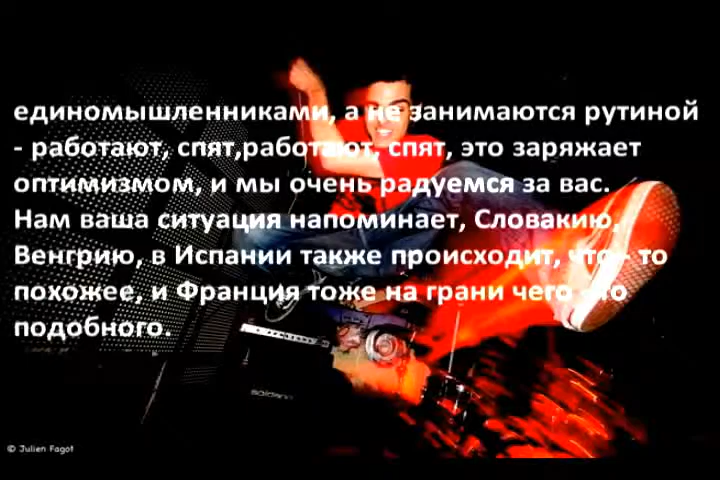 единомышленниками, а не занимаются рутиной
- работают, спят,работают, спят, это заряжает
оптимизмом, и мы очень радуемся за вас.
Нам ваша ситуация напоминает, Словакию,
Венгрию, в Испании также происходит, что - то
похожее, и Франция тоже на грани чего -то
подобного.
soldano
© Julien Fagot